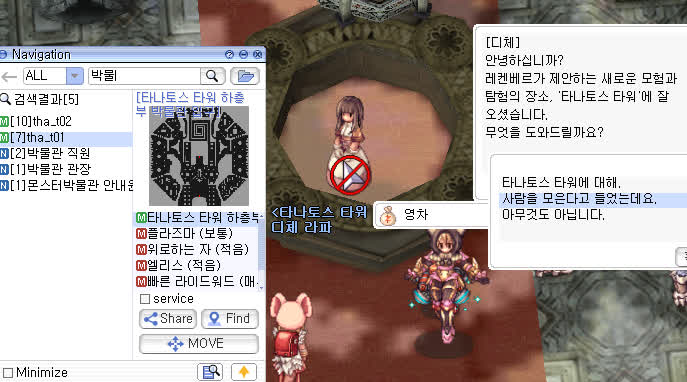 Navigation
ALL
박물
검색결과[5]
[10]tha_t02
[7]tha_t01
[2]박물관 직원
[1]박물관 관장
[1]몬스터박물관 안내원
[타나토스 타워 하층
부 박물관 입구]
타나토스 타워 하층부
플라즈마 (보통)
위로하는 자 (적음)
엘리스 (적음)
빠른 라이드워드 (매
service
Share
Find
MOVE
Minimize
<타나토스 타워
디체 라파
영차
[디체]
안녕하십니까?
레켄베르가 제안하는 새로운 모험과
탐험의 장소, '타나토스 타워'에 잘
오셨습니다.
무엇을 도와드릴까요?
타나토스 타워에 대해.
사람을 모은다고 들었는데요.
아무것도 아닙니다.